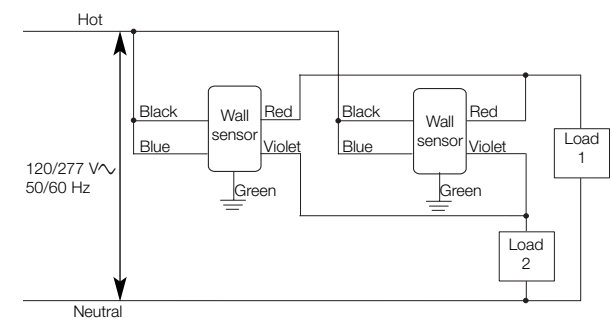 Hot
Black
Wall
sensor
Red
Black
Wall
sensor
Red
Load
1
Blue
Violet
Blue
Violet
120/277 V~
50/60 Hz
Green
Green
Load
2
Neutral